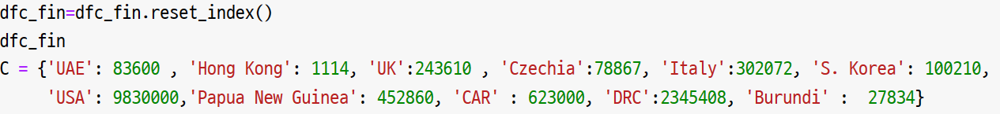 dfc_fin=dfc_fin.reset_index()
dfc_fin
C = {'UAE': 83600 , 'Hong Kong': 1114, 'UK':243610 , 'Czechia':78867, 'Italy':302072, 'S. Korea': 100210,
'USA': 9830000,'Papua New Guinea': 452860, 'CAR' : 623000, 'DRC':2345408, 'Burundi' :  27834}